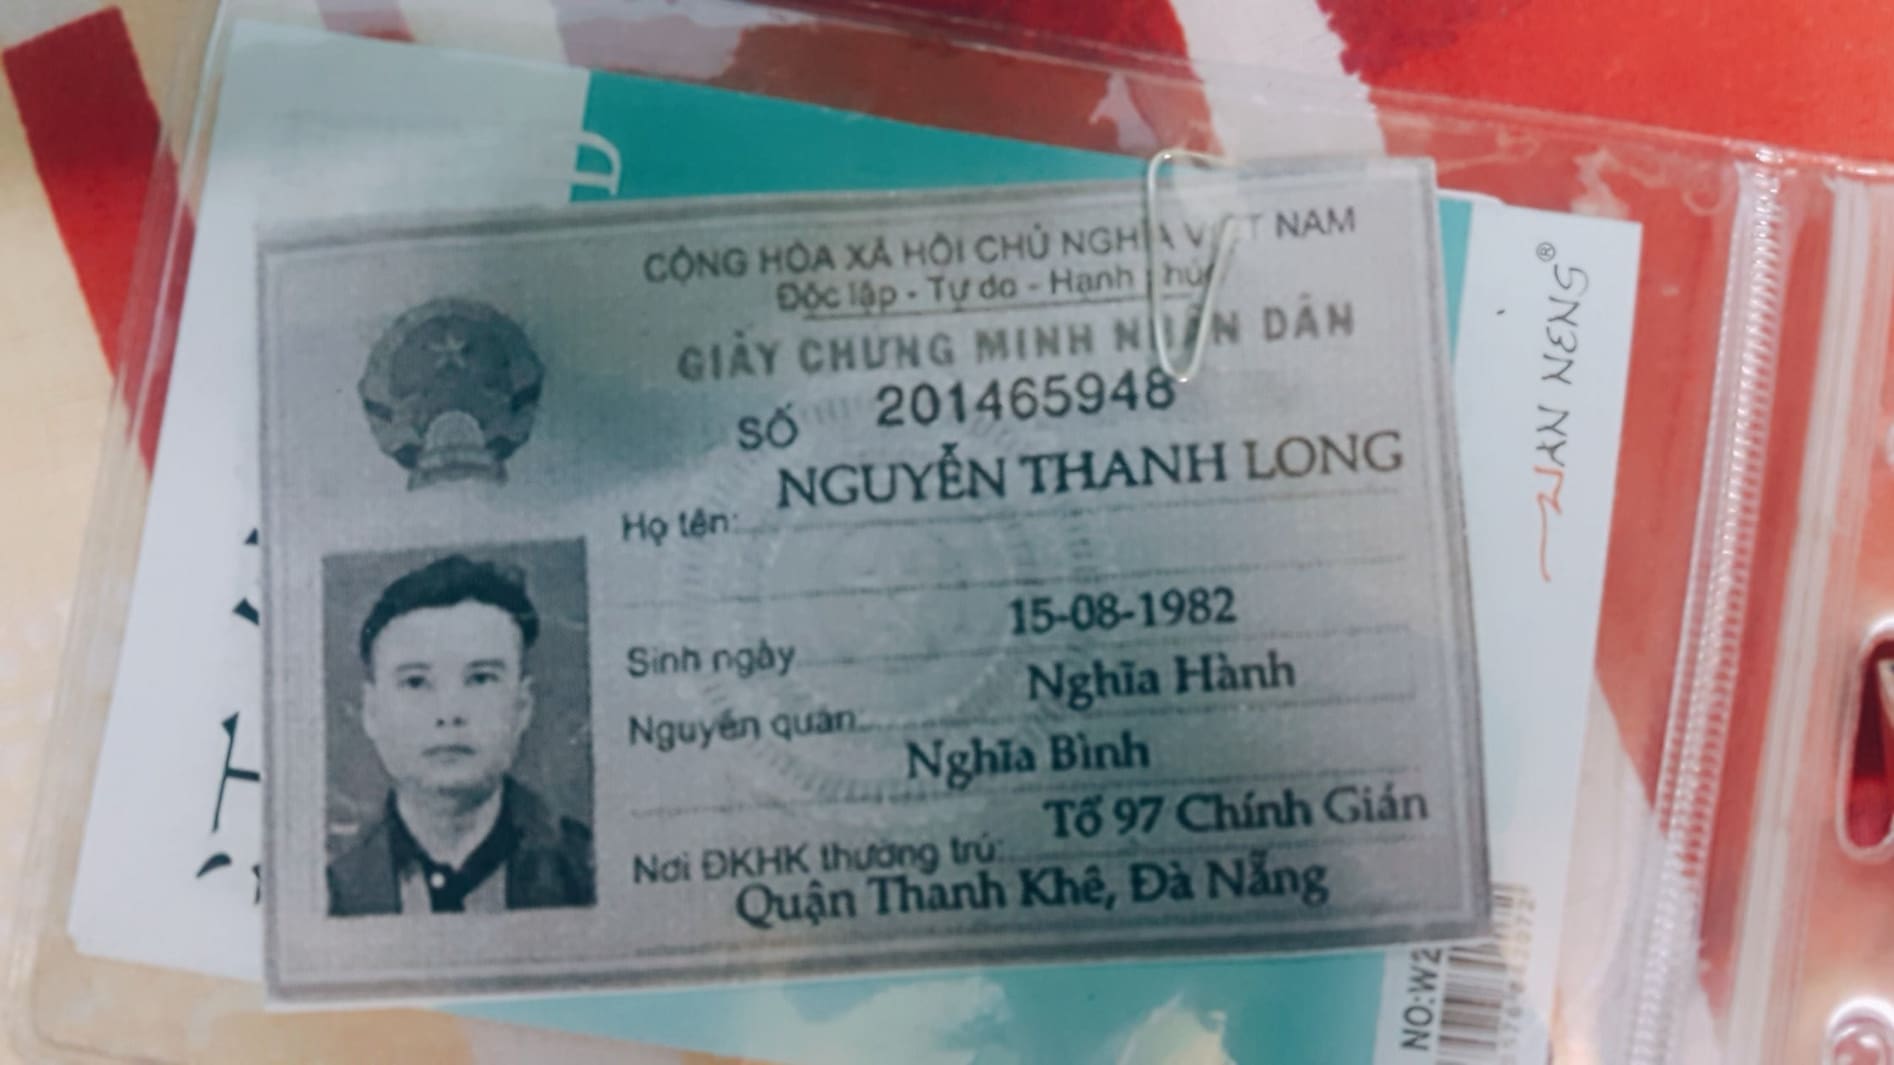 CỘNG HÒA XÃ HỘI CHỦ NGHĨA VIỆT NAM
Độc lập - Tự do - Hạnh phúc
GIẤY CHỨNG MINH NHÂN DÂN
SỐ 201465948
Họ tên: NGUYỄN THANH LONG
Sinh ngày 15-08-1982
Nguyên quán: Nghĩa Hành
Nghĩa Bình
Nơi ĐKHK thường trú: Tổ 97 Chính Gián
Quận Thanh Khê, Đà Nẵng
WAN NENG®
NO:W2